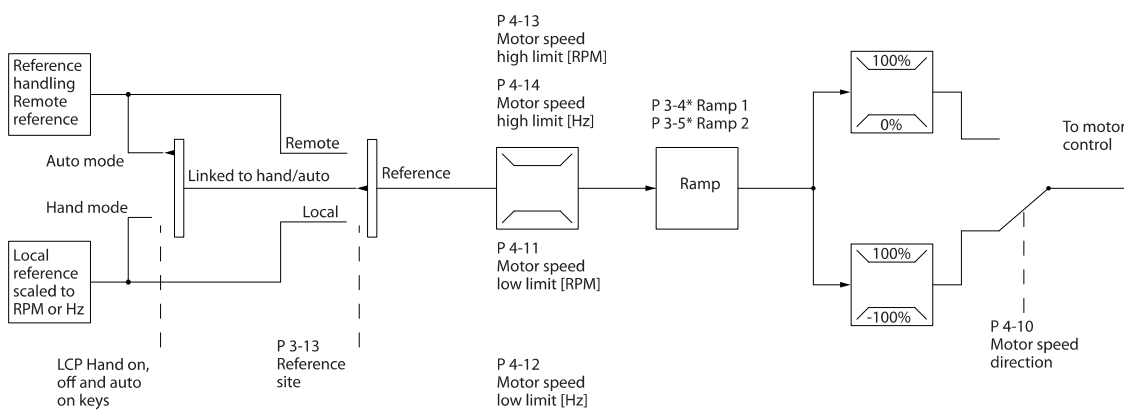 P 4-13
Motor speed
high limit [RPM]
P 4-14
Motor speed
high limit [Hz]
Reference
handling
Remote
reference
Auto mode
Hand mode
Local
reference
scaled to
RPM or Hz
Linked to hand/auto
Remote
Local
Reference
LCP Hand on,
off and auto
on keys
P 3-13
Reference
site
P 4-11
Motor speed
low limit [RPM]
P 4-12
Motor speed
low limit [Hz]
P 3-4* Ramp 1
P 3-5* Ramp 2
Ramp
100%
0%
100%
-100%
To motor
control
P 4-10
Motor speed
direction